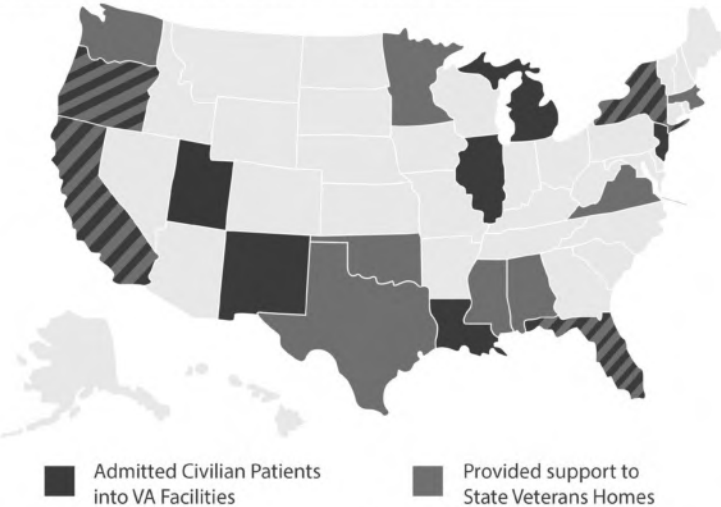 Admitted Civilian Patients
into VA Facilities
Provided support to
State Veterans Homes